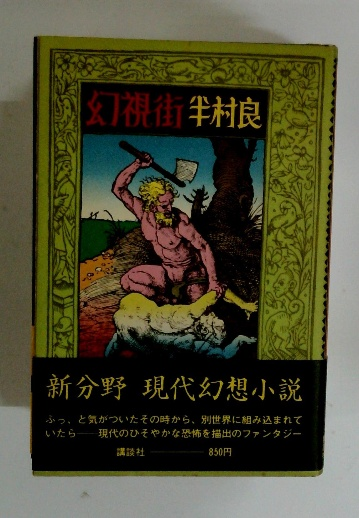 幻視街 半村良
新分野 現代幻想小説
ふっ、と気がついたその時から、別世界に組み込まれて
いたら──現代のひそやかな恐怖を描出のファンタジー
講談社 ──── 850円